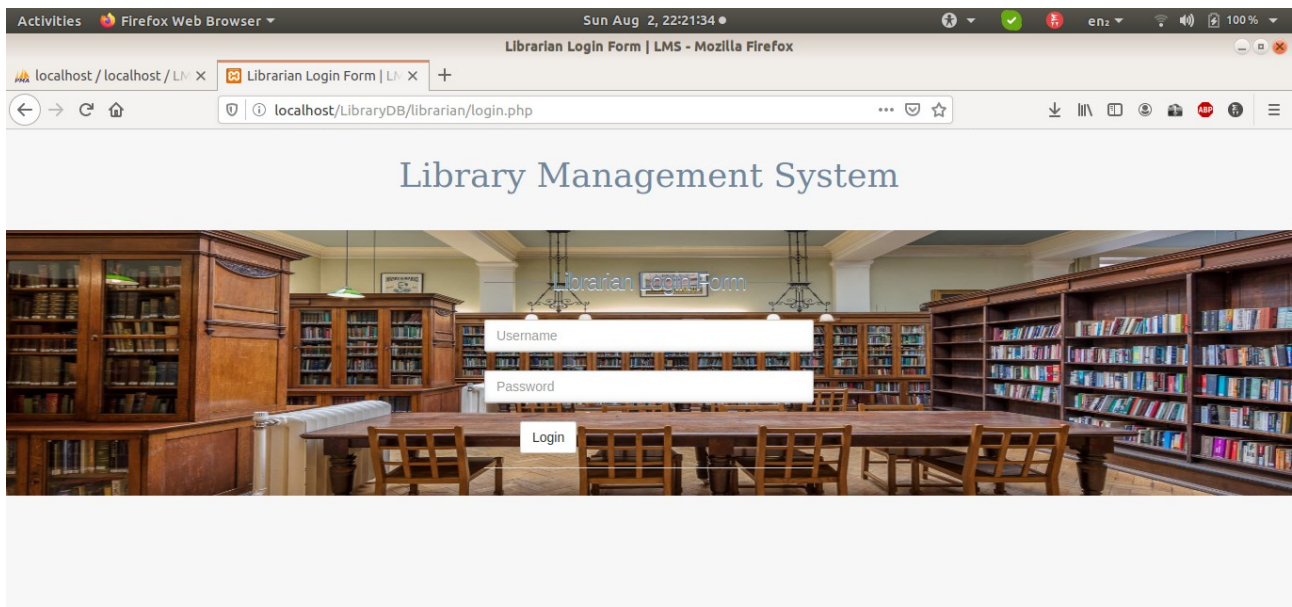 Activities Firefox Web Browser Sun Aug 2, 22:21:34 en₂ 100 %
Librarian Login Form | LMS - Mozilla Firefox
localhost / localhost / LM Librarian Login Form | LM
localhost/LibraryDB/librarian/login.php ABP
Library Management System
Librarian Login Form
Username
Password
Login